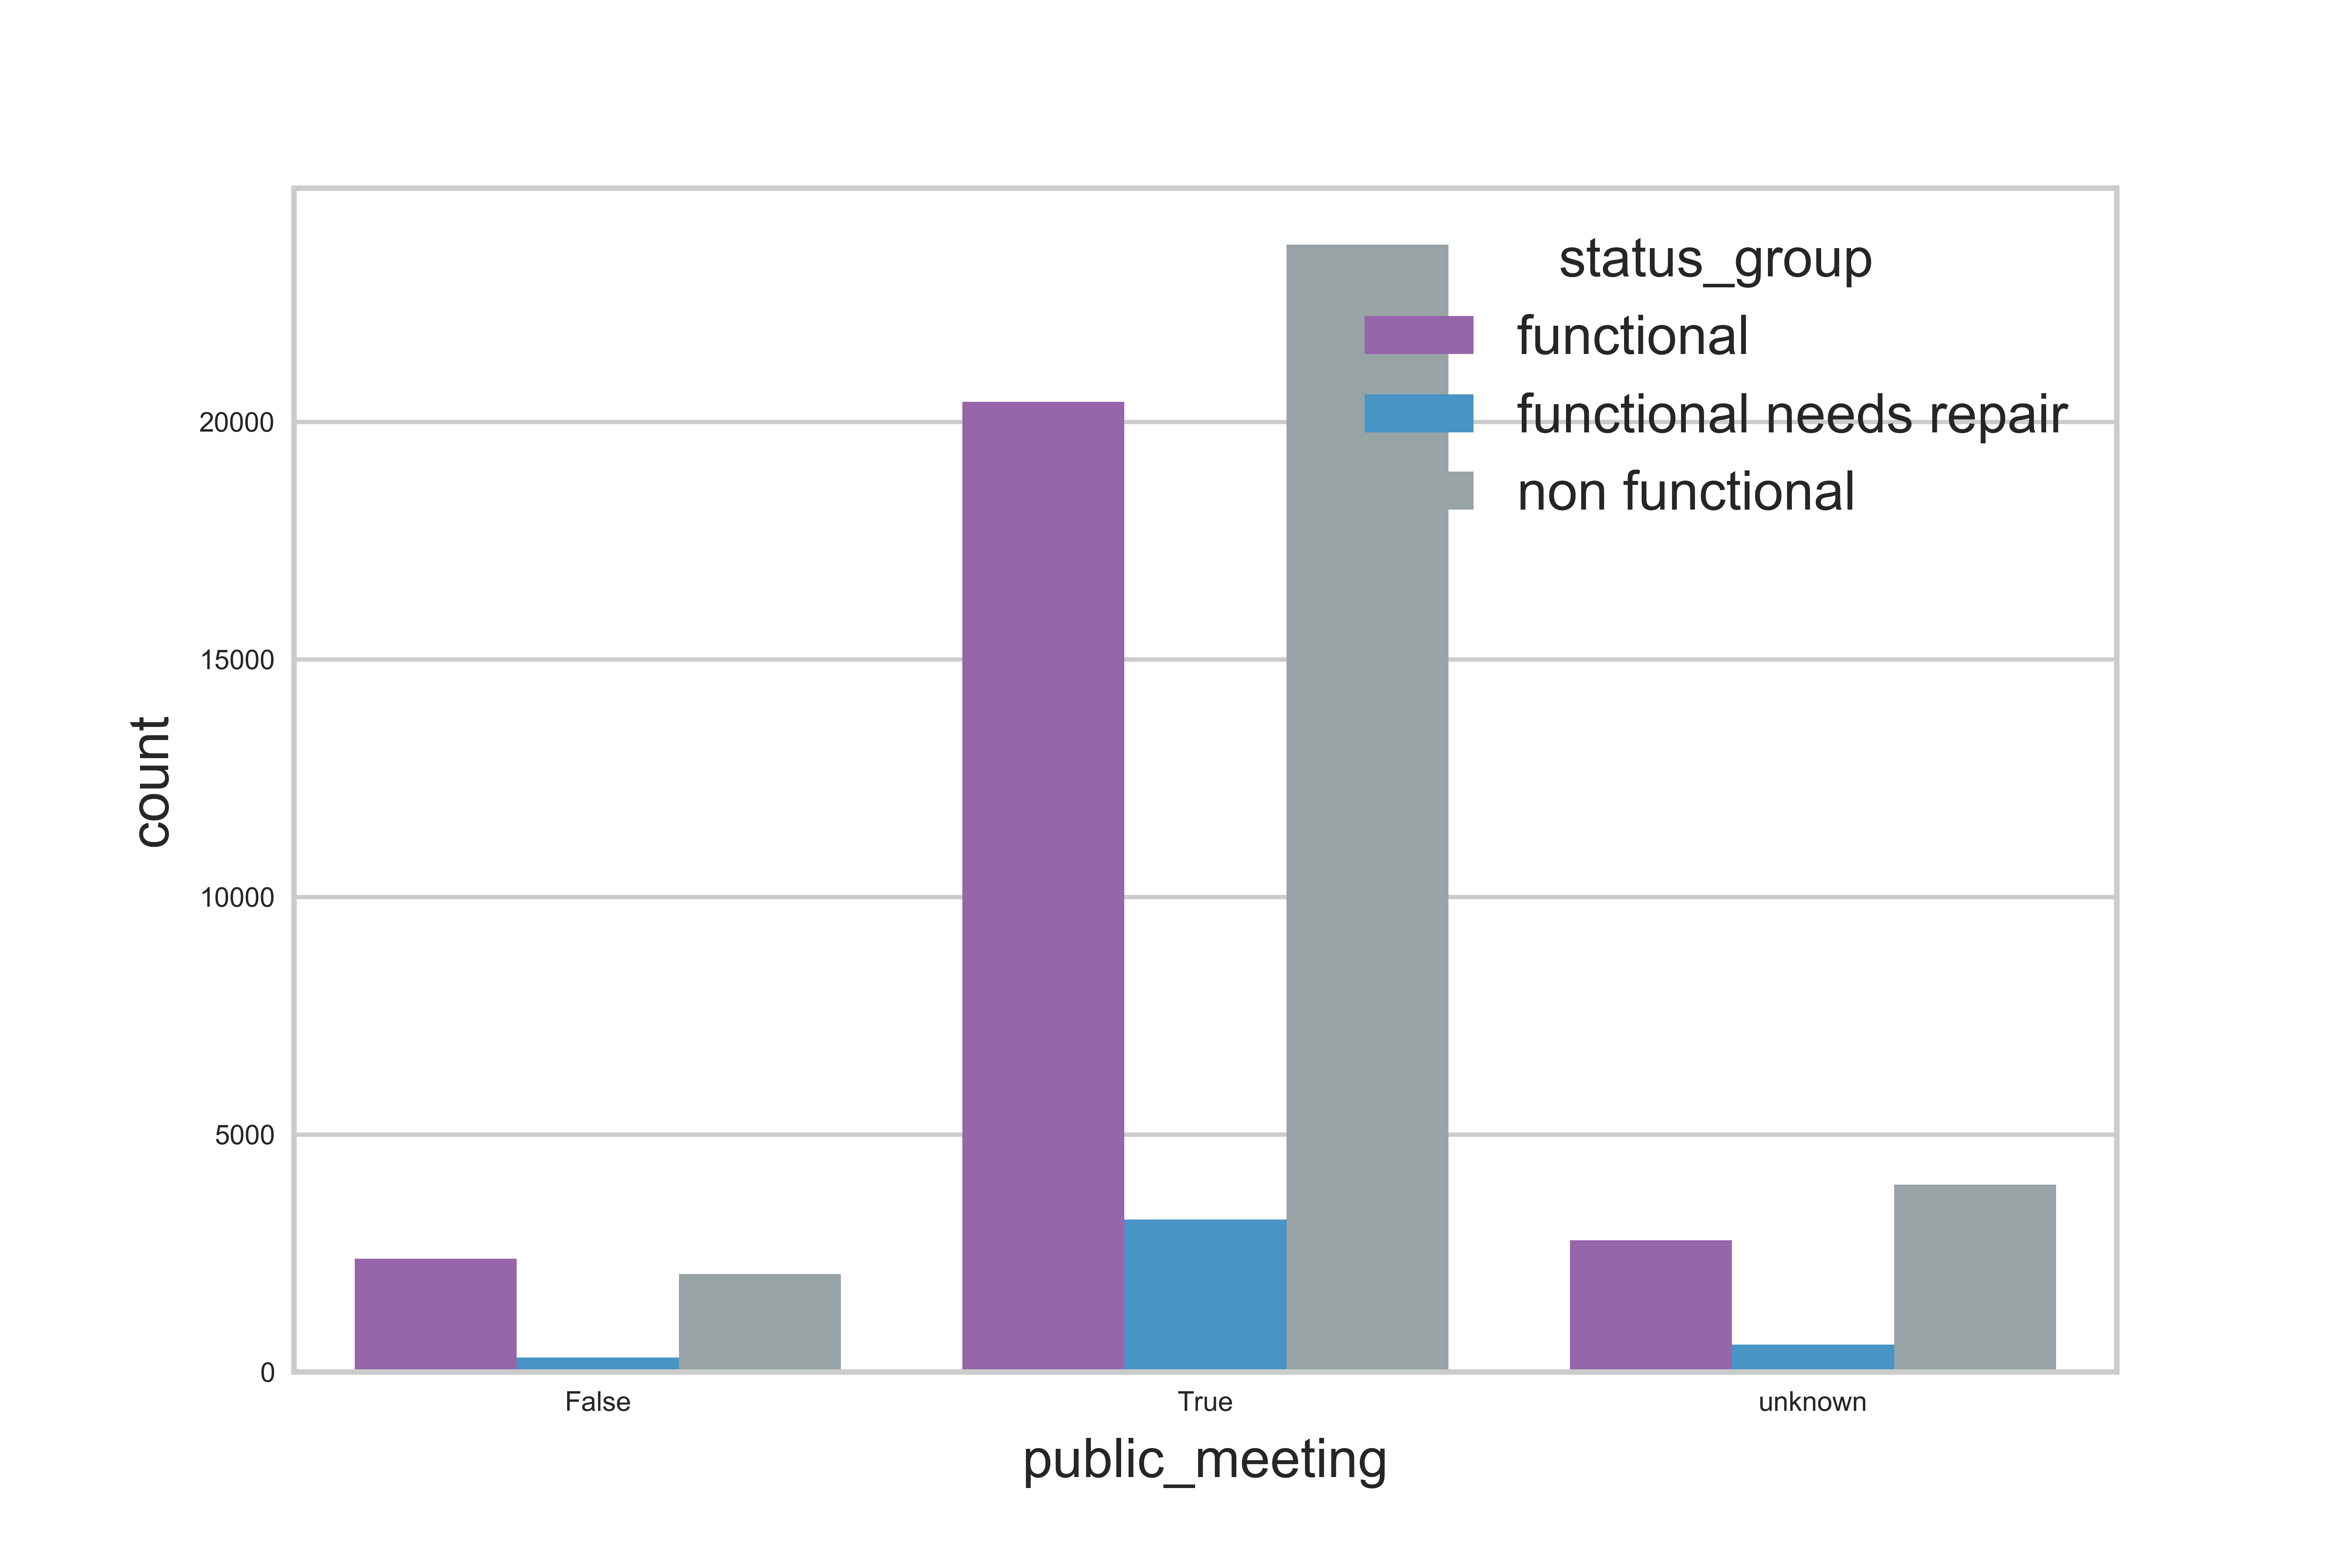 status_group
functional
functional needs repair
non functional
20000
15000
10000
5000
0
count
False
True
unknown
public_meeting